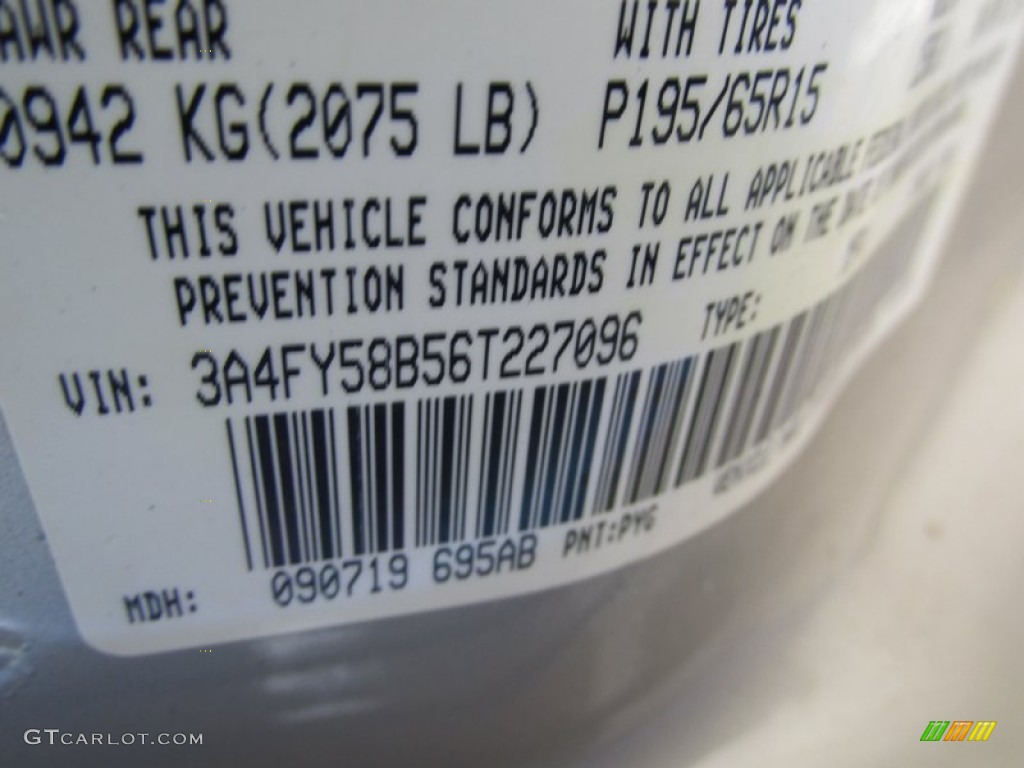 GAWR REAR WITH TIRES
0942 KG(2075 LB) P195/65R15
THIS VEHICLE CONFORMS TO ALL APPLICABLE
PREVENTION STANDARDS IN EFFECT ON THE
VIN: 3A4FY58B56T227096 TYPE:
MDH: 090719 695AB PNT:PYG
GTCARLOT.COM